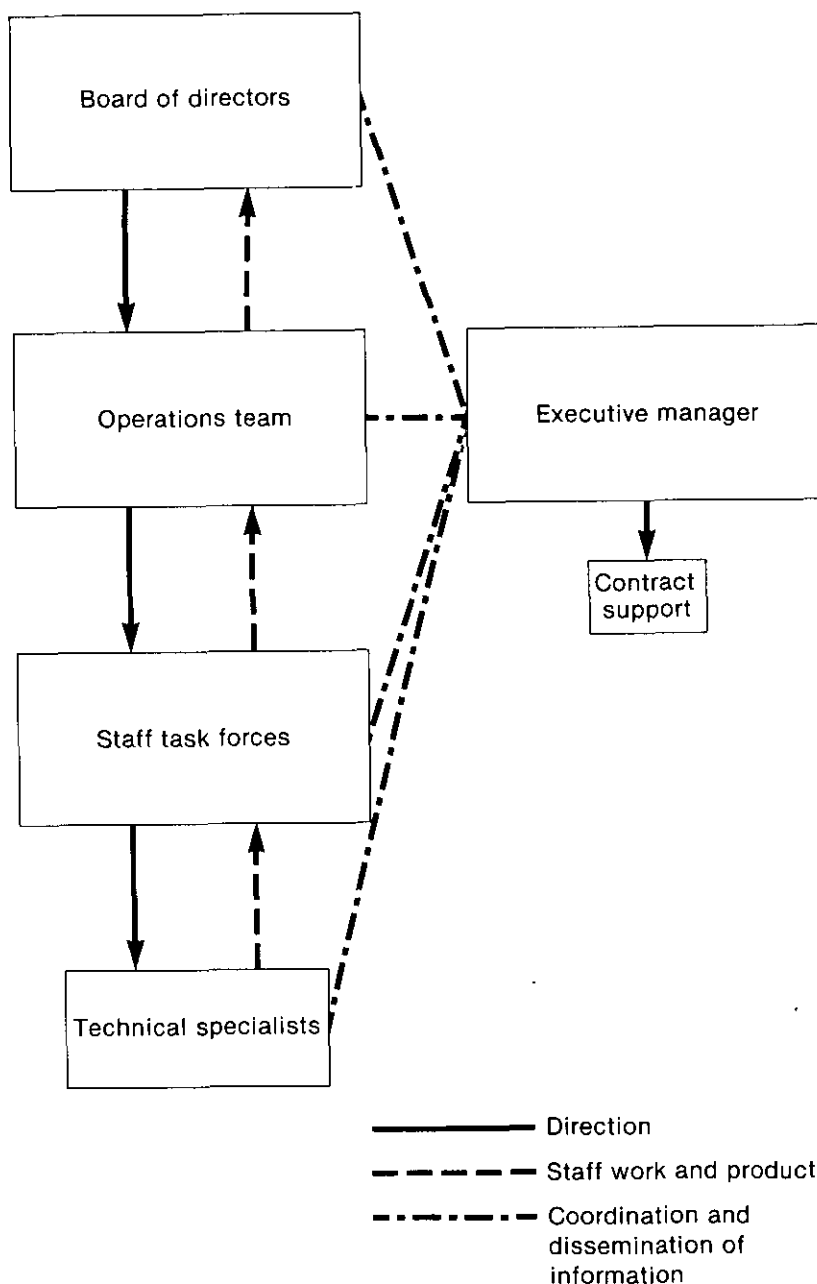 Board of directors
Operations team
Executive manager
Contract
support
Staff task forces
Technical specialists
Direction
Staff work and product
Coordination and
dissemination of
information